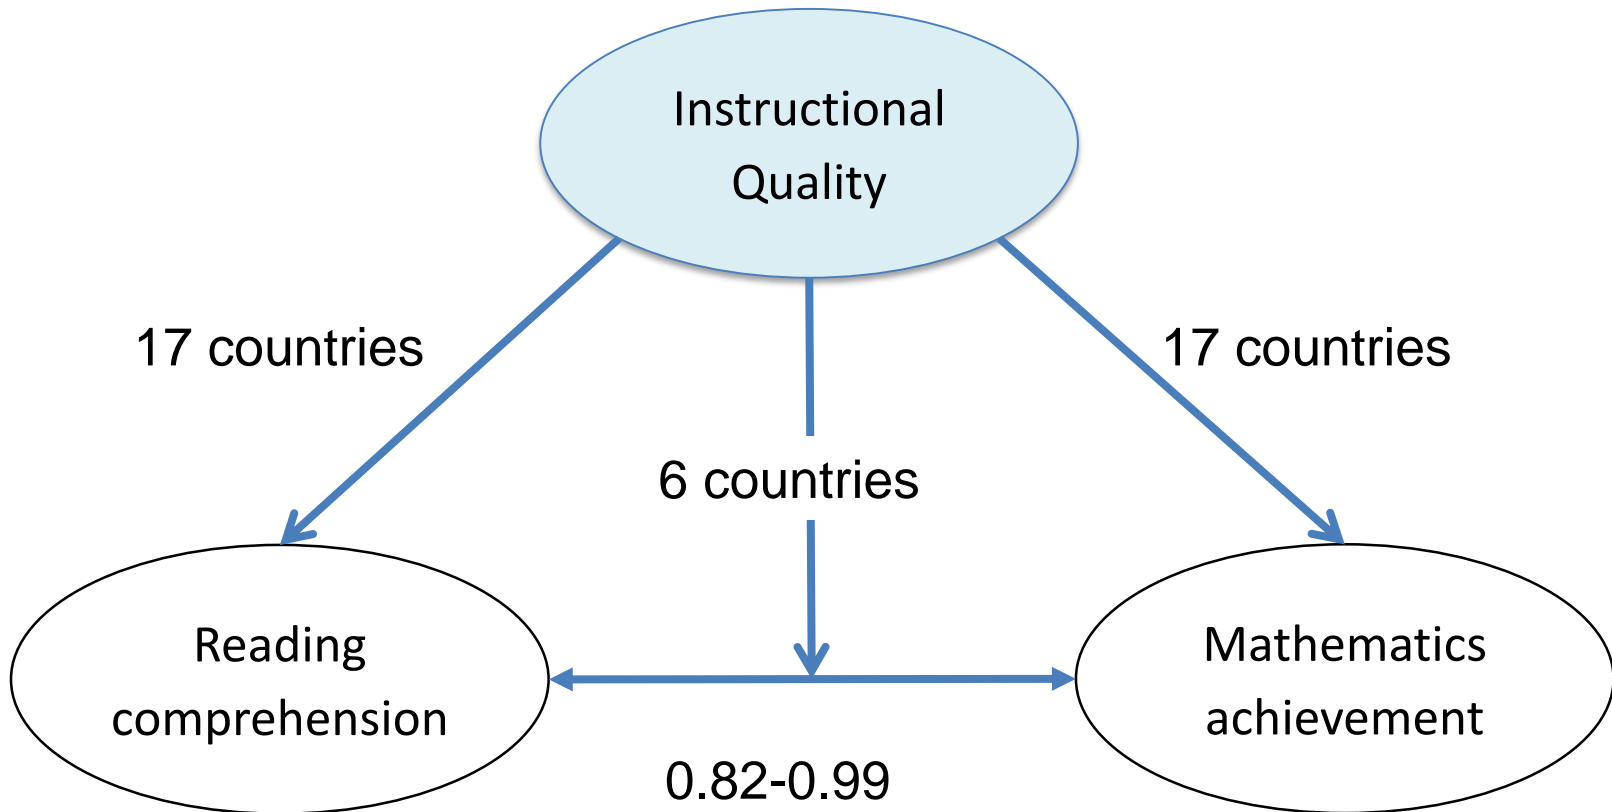 Instructional
Quality
17 countries
17 countries
6 countries
Reading
comprehension
Mathematics
achievement
0.82-0.99